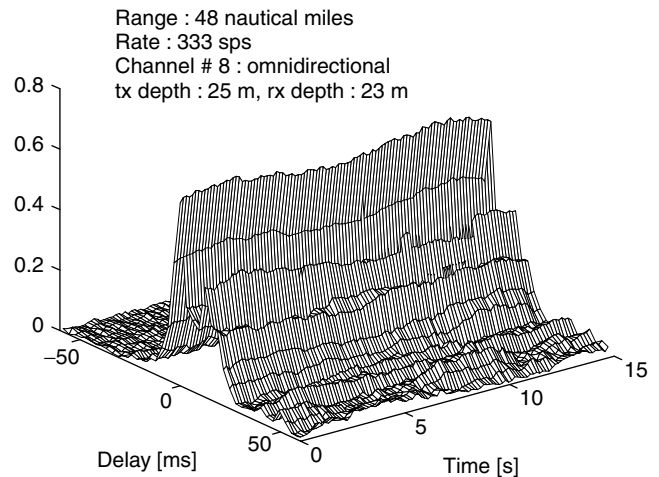 Range : 48 nautical miles
Rate : 333 sps
Channel # 8 : omnidirectional
tx depth : 25 m, rx depth : 23 m
0.8
0.6
0.4
0.2
0
−50
0
50
Delay [ms]
0
5
10
15
Time [s]